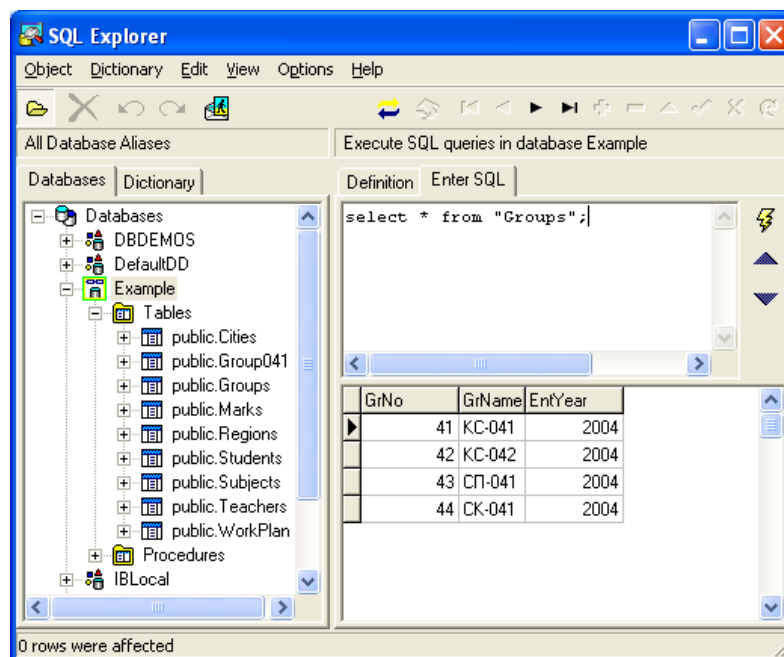 SQL Explorer
Object Dictionary Edit View Options Help
All Database Aliases
Execute SQL queries in database Example
Databases Dictionary
Definition Enter SQL
Databases
DBDEMOS
DefaultDD
Example
Tables
public.Cities
public.Group041
public.Groups
public.Marks
public.Regions
public.Students
public.Subjects
public.Teachers
public.WorkPlan
Procedures
IBLocal
select * from "Groups";
GrNo GrName EntYear
41 КС-041 2004
42 КС-042 2004
43 СП-041 2004
44 СК-041 2004
0 rows were affected